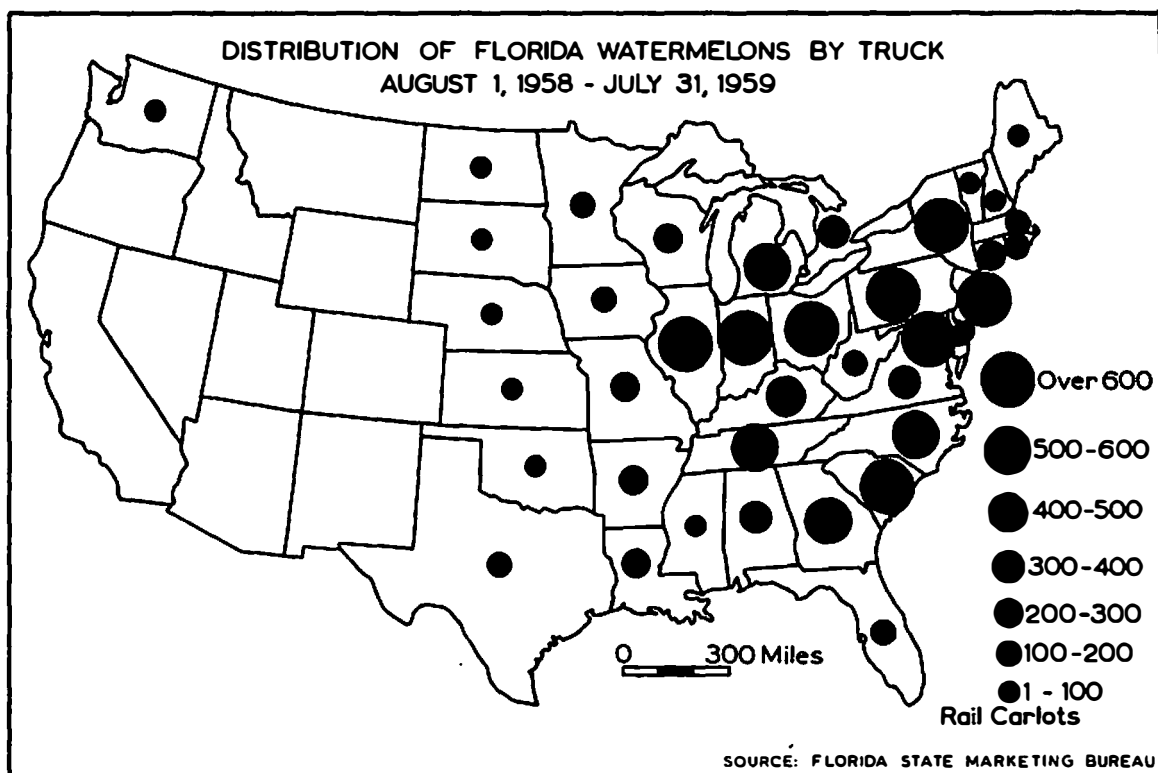 DISTRIBUTION OF FLORIDA WATERMELONS BY TRUCK
AUGUST 1, 1958 - JULY 31, 1959
Over 600
500-600
400-500
300-400
200-300
100-200
1 - 100
Rail Carlots
0 300 Miles
SOURCE: FLORIDA STATE MARKETING BUREAU